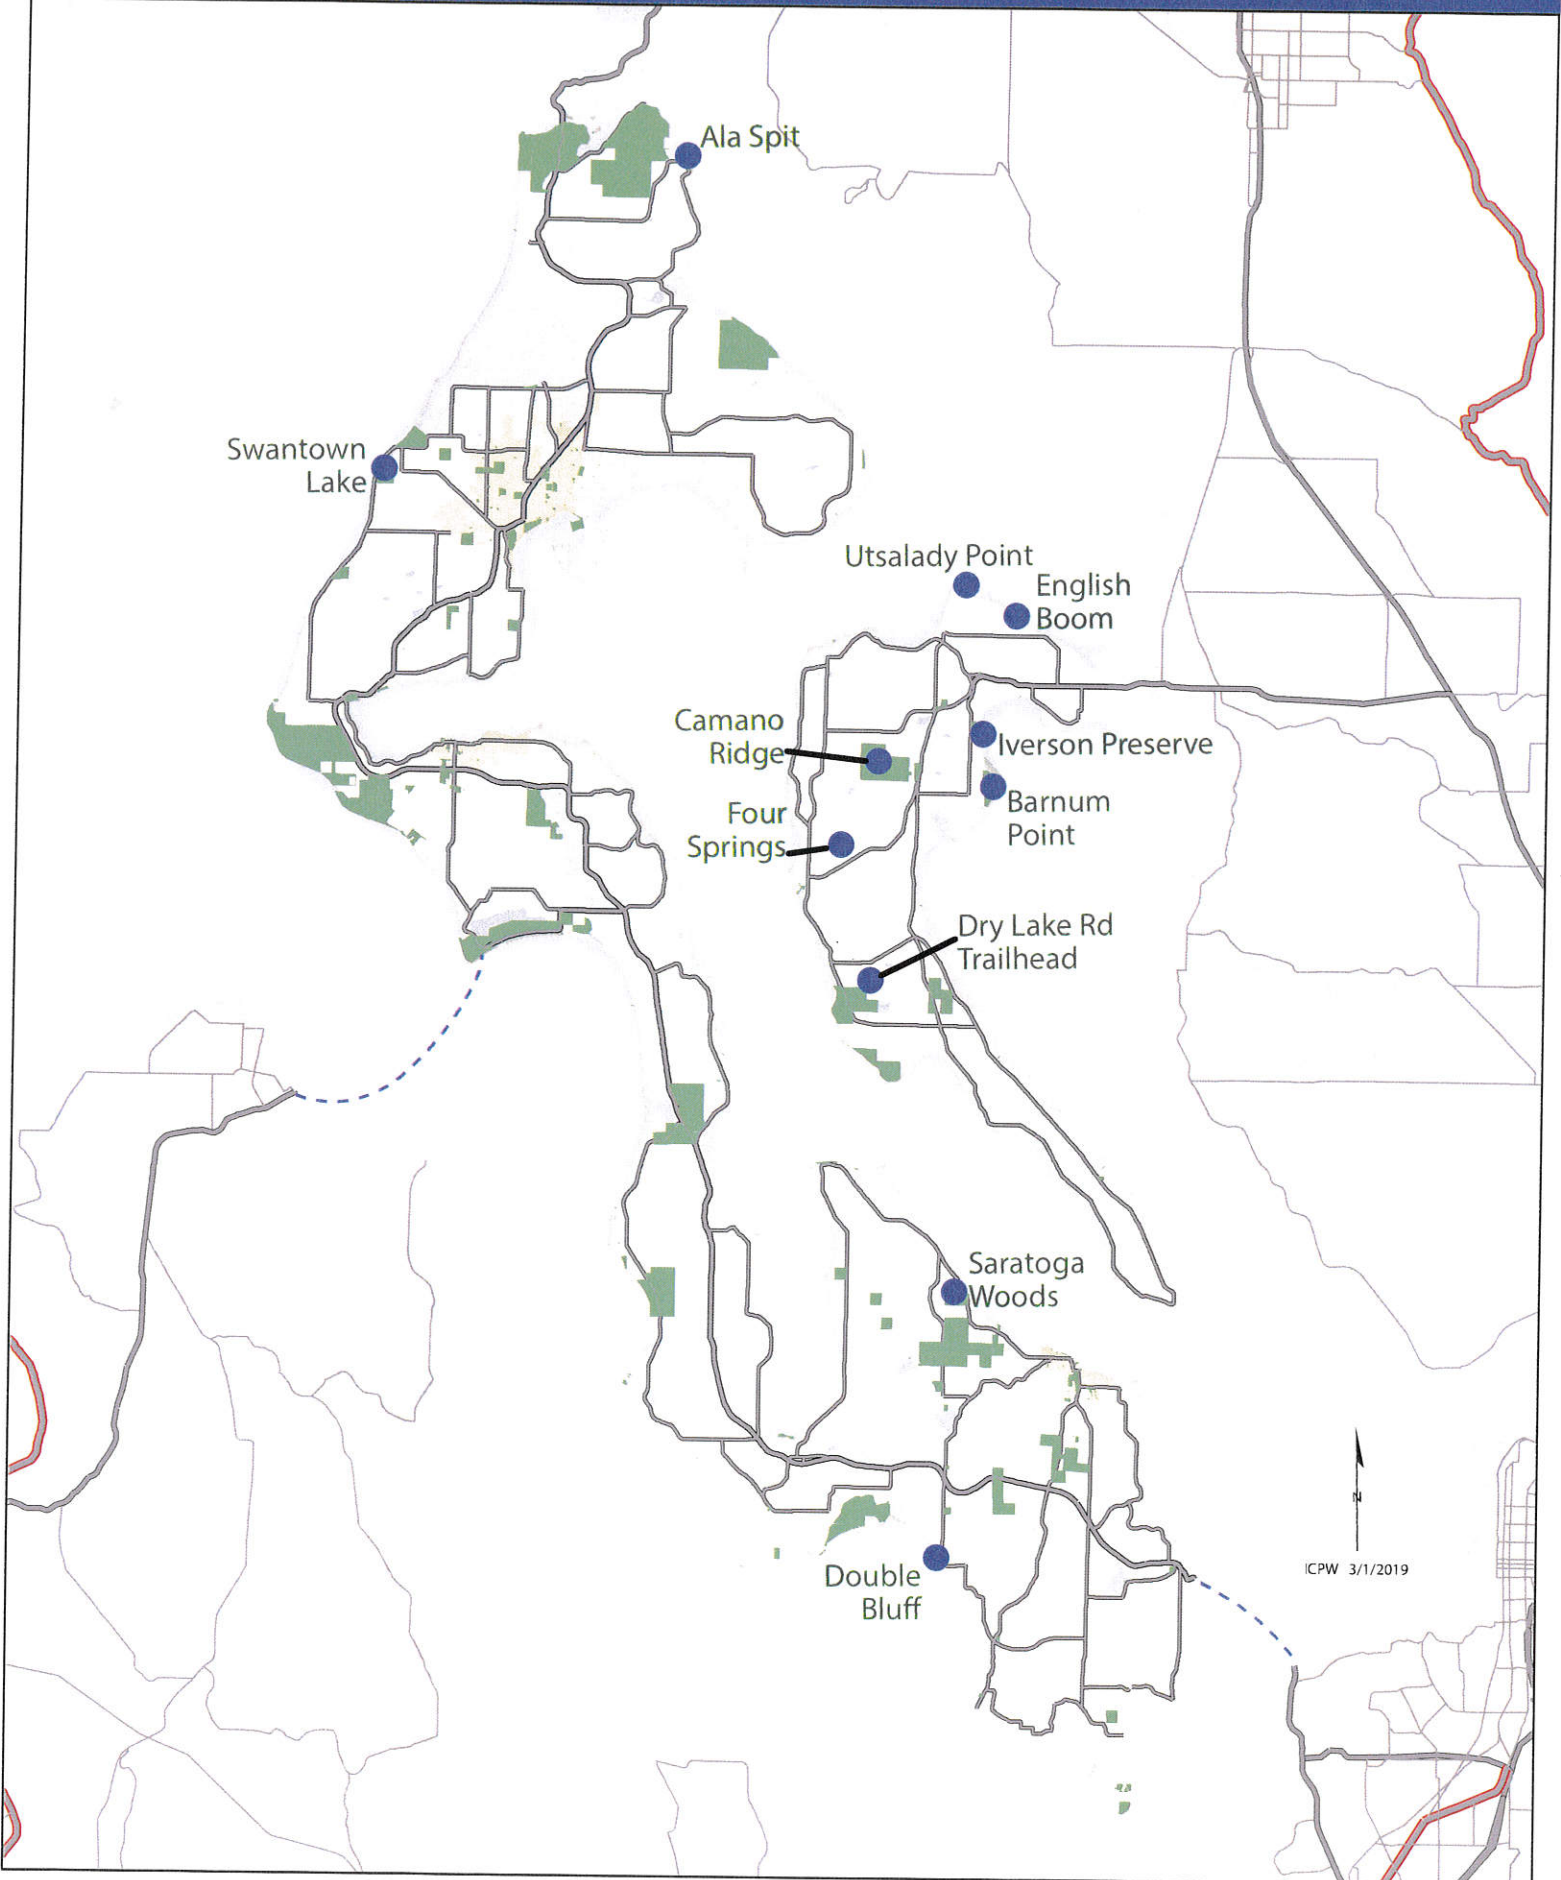 Ala Spit
Swantown
Lake
Utsalady Point
English
Boom
Camano
Ridge
Iverson Preserve
Four
Springs
Barnum
Point
Dry Lake Rd
Trailhead
Saratoga
Woods
N
ICPW 3/1/2019
Double
Bluff